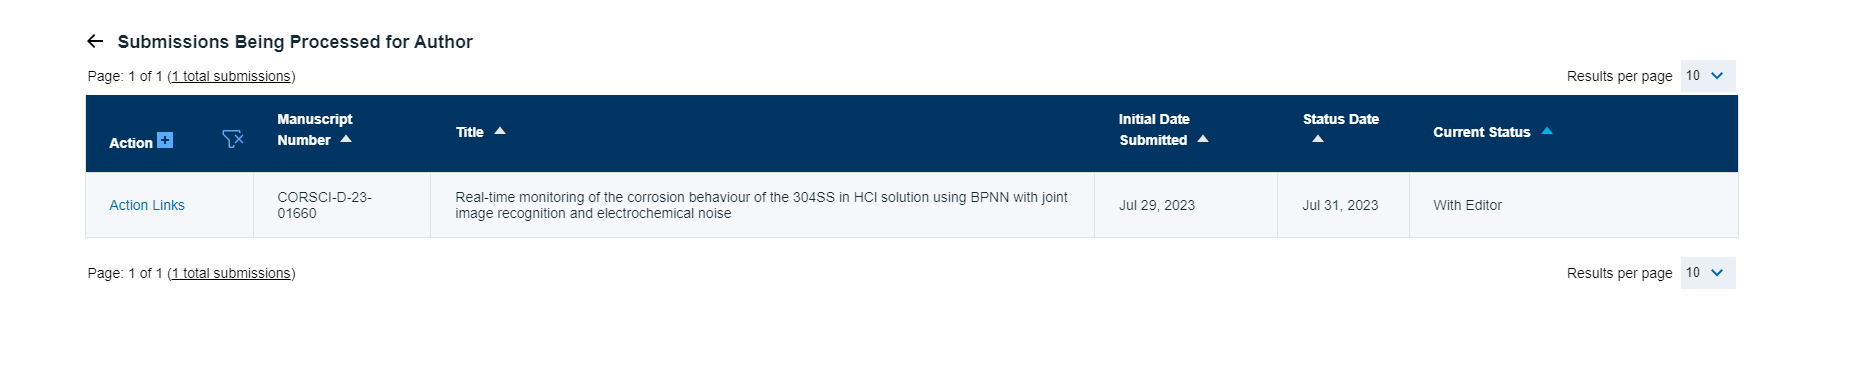 Submissions Being Processed for Author
Page: 1 of 1 (1 total submissions)
Results per page 10
Action
Manuscript
Number
Title
Initial Date
Submitted
Status Date
Current Status
Action Links
CORSCI-D-23-
01660
Real-time monitoring of the corrosion behaviour of the 304SS in HCl solution using BPNN with joint
image recognition and electrochemical noise
Jul 29, 2023
Jul 31, 2023
With Editor
Page: 1 of 1 (1 total submissions)
Results per page 10